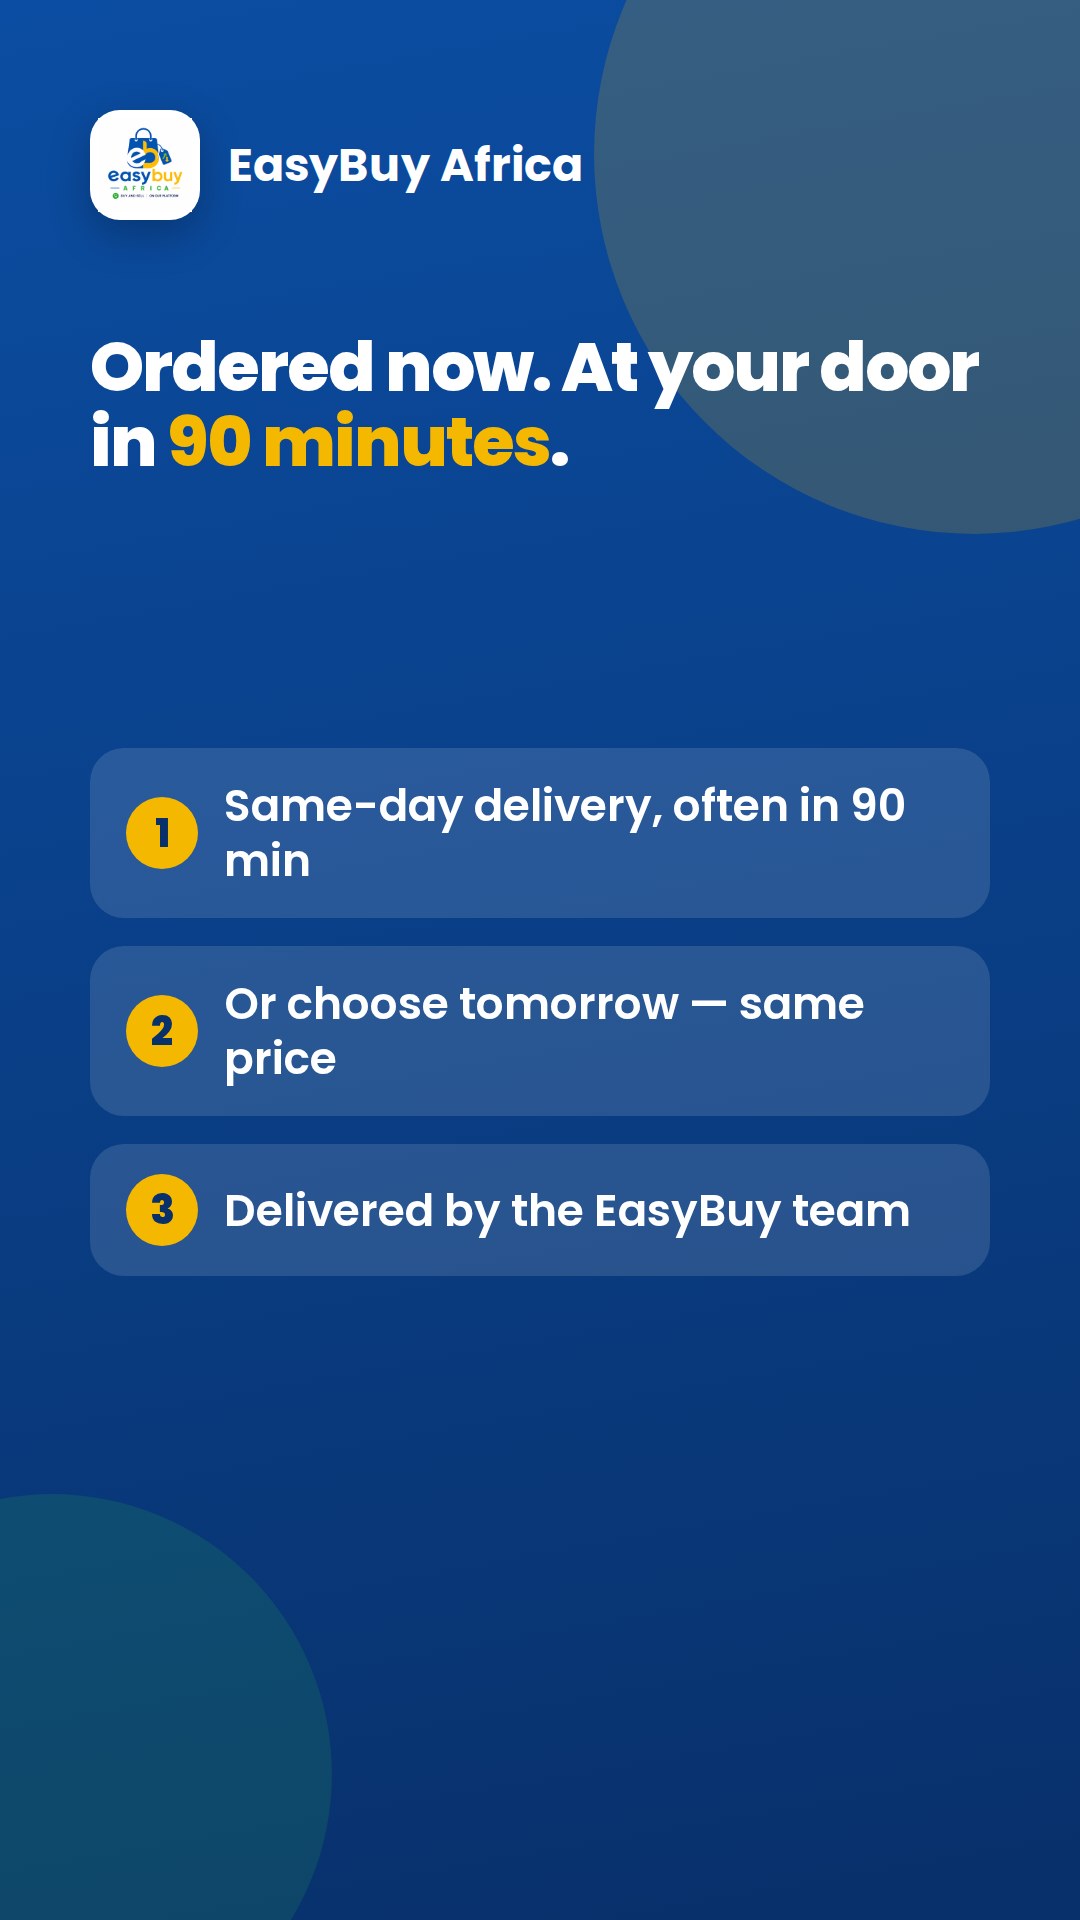 eb
easybuy
AFRICA
EasyBuy Africa
Ordered now. At your door
in 90 minutes.
1
Same-day delivery, often in 90
min
2
Or choose tomorrow — same
price
3
Delivered by the EasyBuy team